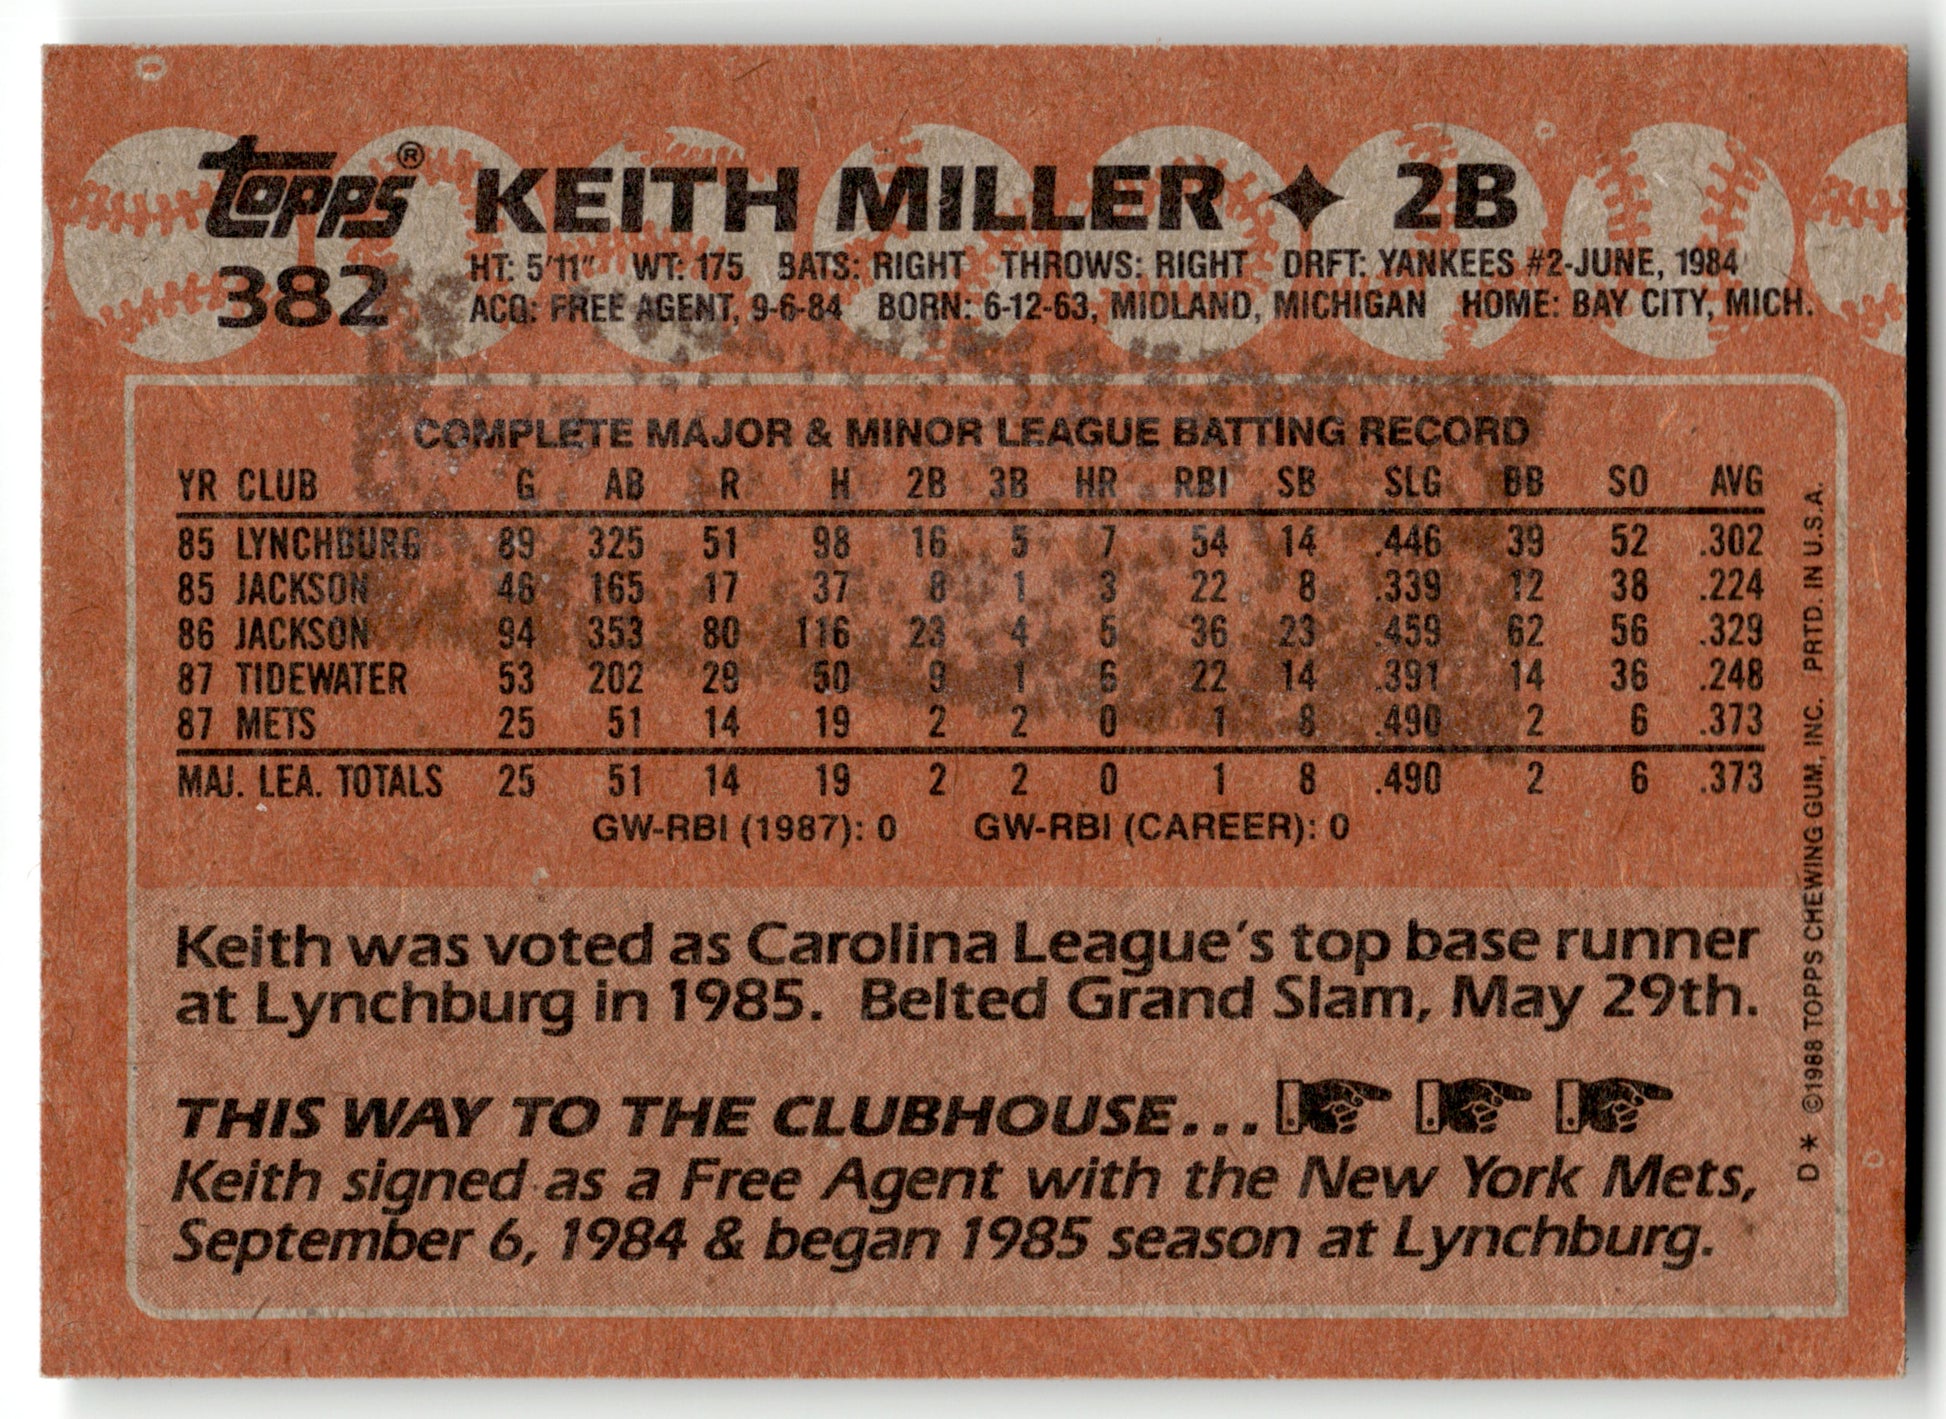 topps® KEITH MILLER ✦ 2B
382
HT: 5'11" WT: 175 BATS: RIGHT THROWS: RIGHT DRFT: YANKEES #2-JUNE, 1984
ACQ: FREE AGENT, 9-6-84 BORN: 6-12-63, MIDLAND, MICHIGAN HOME: BAY CITY, MICH.
COMPLETE MAJOR & MINOR LEAGUE BATTING RECORD
YR CLUB G AB R H 2B 3B HR RBI SB SLG BB SO AVG
85 LYNCHBURG 89 325 51 98 16 5 7 54 14 .446 39 52 .302
85 JACKSON 46 165 17 37 8 1 3 22 8 .339 12 38 .224
86 JACKSON 94 353 80 116 23 4 5 36 23 .459 62 56 .329
87 TIDEWATER 53 202 29 50 9 1 6 22 14 .391 14 36 .248
87 METS 25 51 14 19 2 2 0 1 8 .490 2 6 .373
MAJ. LEA. TOTALS 25 51 14 19 2 2 0 1 8 .490 2 6 .373
GW-RBI (1987): 0 GW-RBI (CAREER): 0
Keith was voted as Carolina League's top base runner
at Lynchburg in 1985. Belted Grand Slam, May 29th.
THIS WAY TO THE CLUBHOUSE...
Keith signed as a Free Agent with the New York Mets,
September 6, 1984 & began 1985 season at Lynchburg.
D* ©1988 TOPPS CHEWING GUM, INC. PRTD. IN U.S.A.